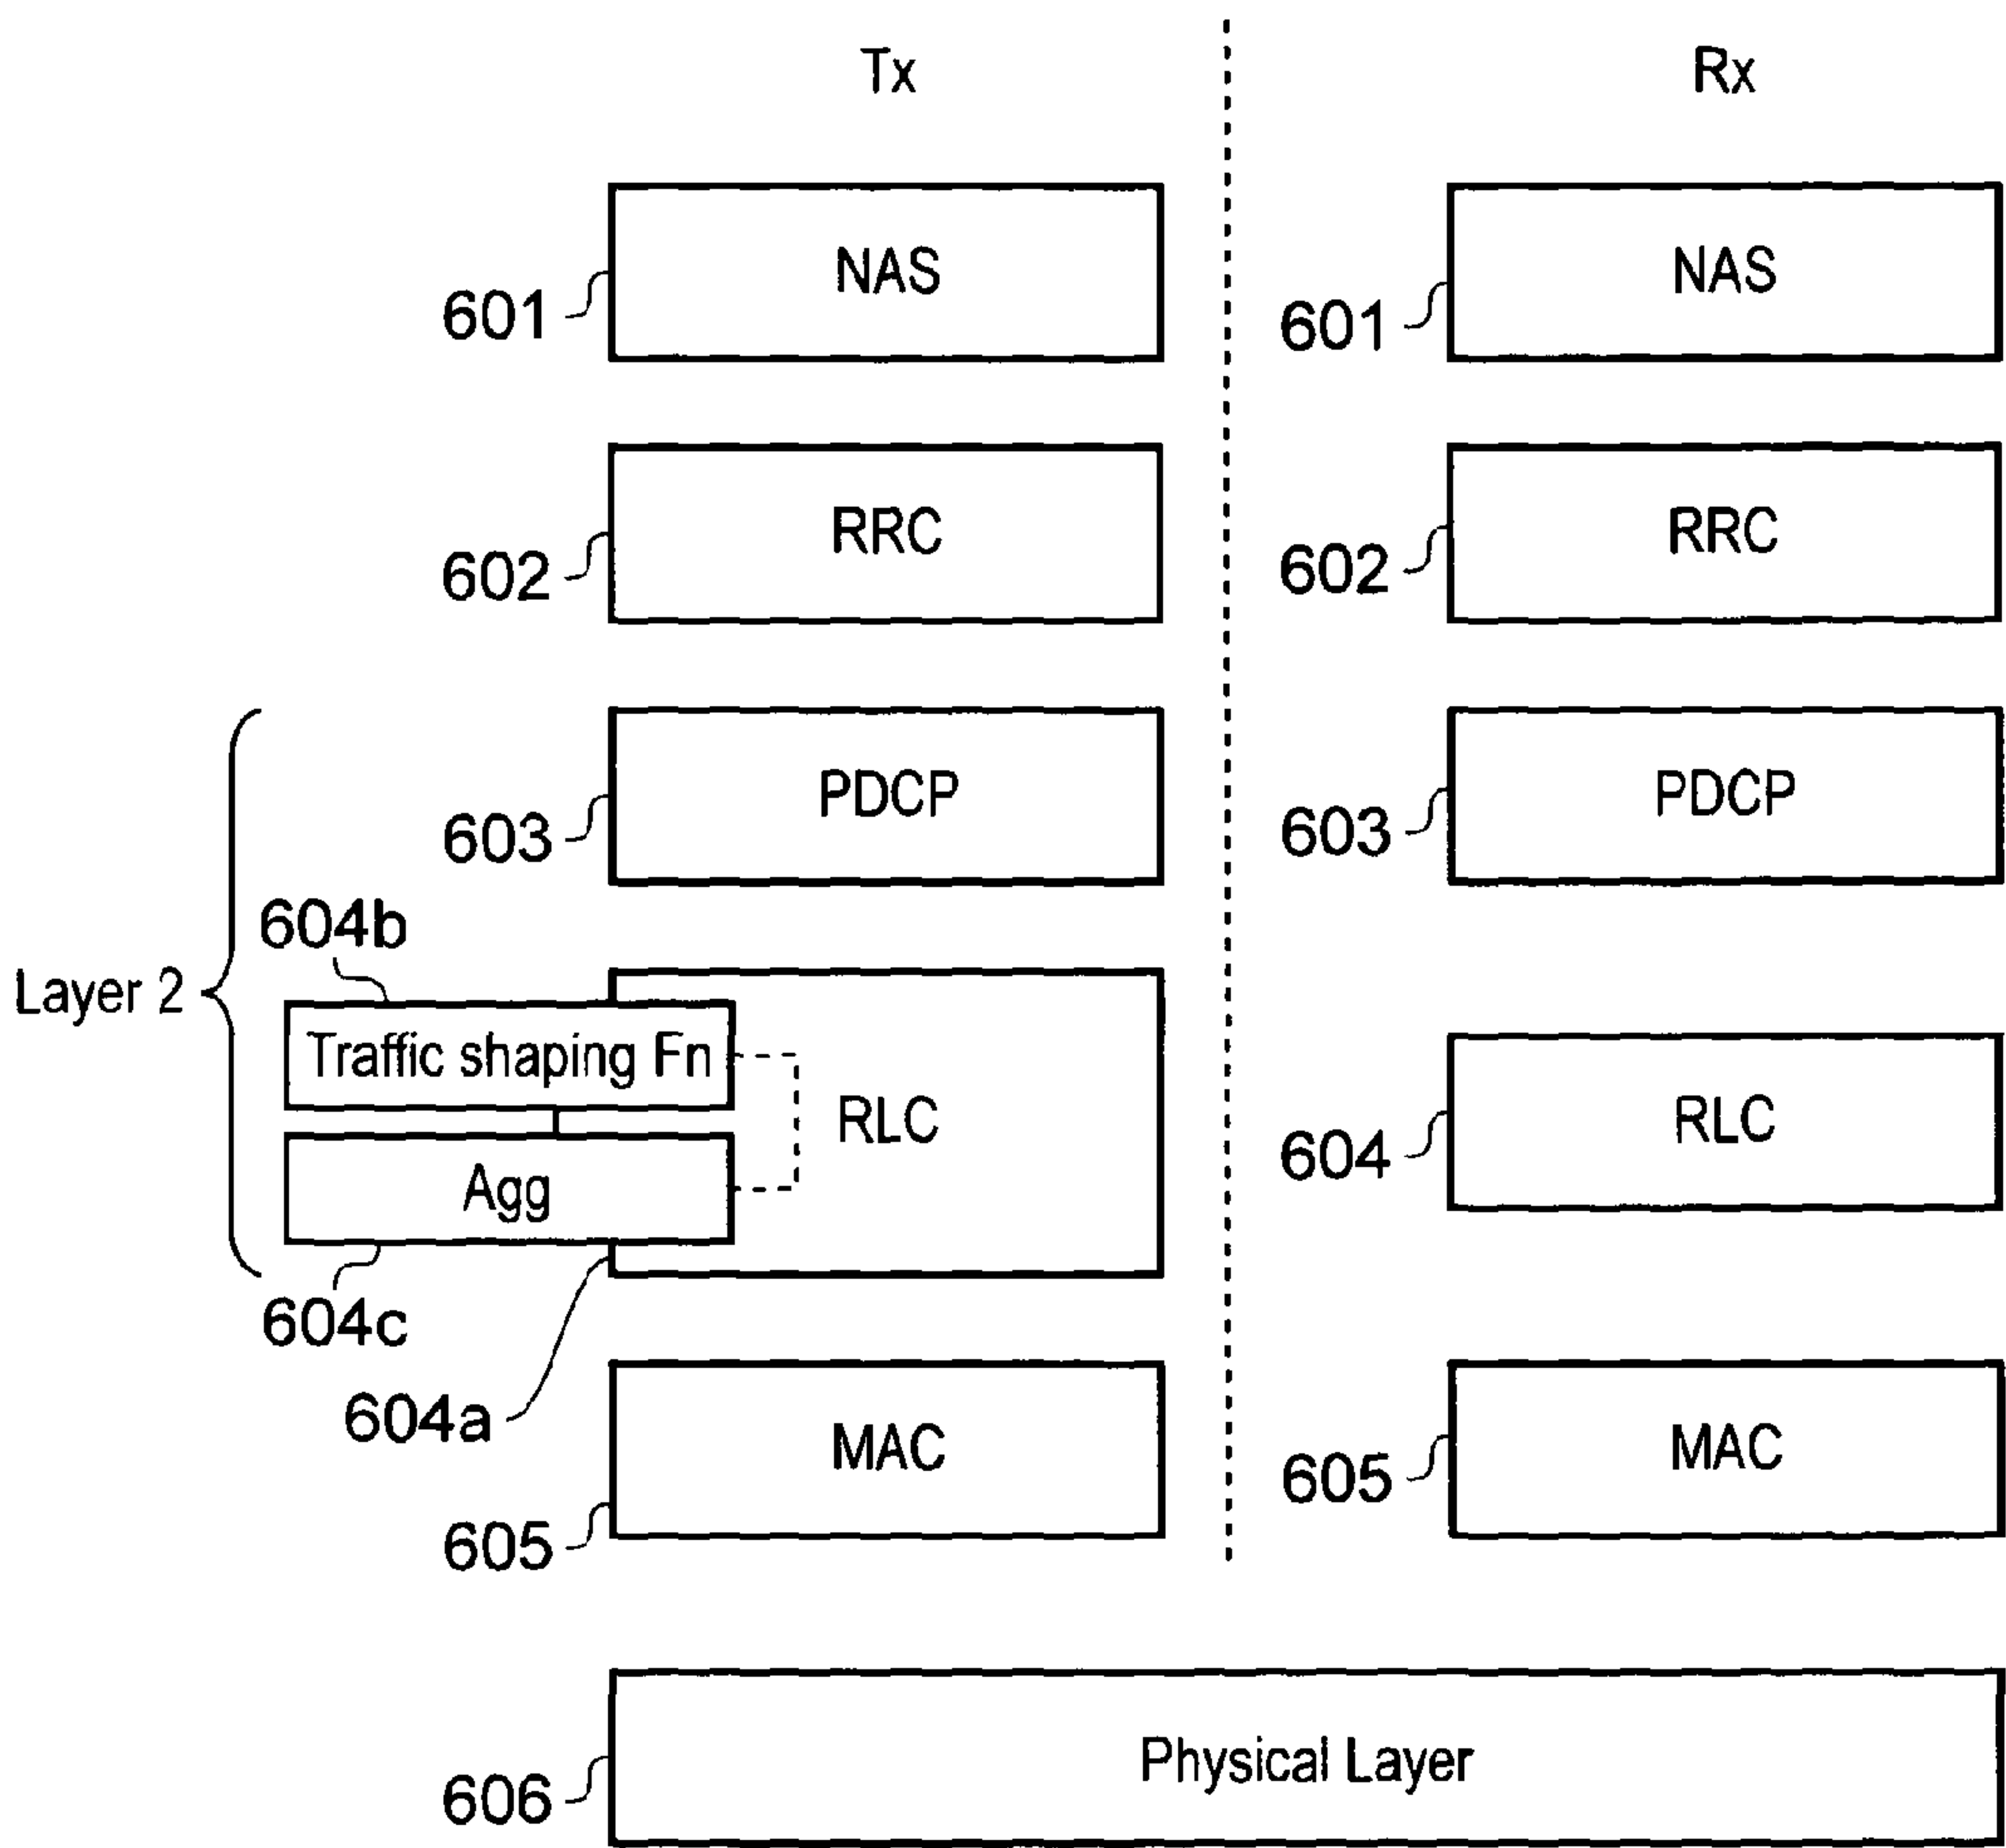 Tx
Rx
NAS
601
NAS
601
RRC
602
RRC
602
PDCP
603
PDCP
603
Layer 2
604b
Traffic shaping Fn
Agg
RLC
604c
604a
RLC
604
MAC
605
MAC
605
Physical Layer
606